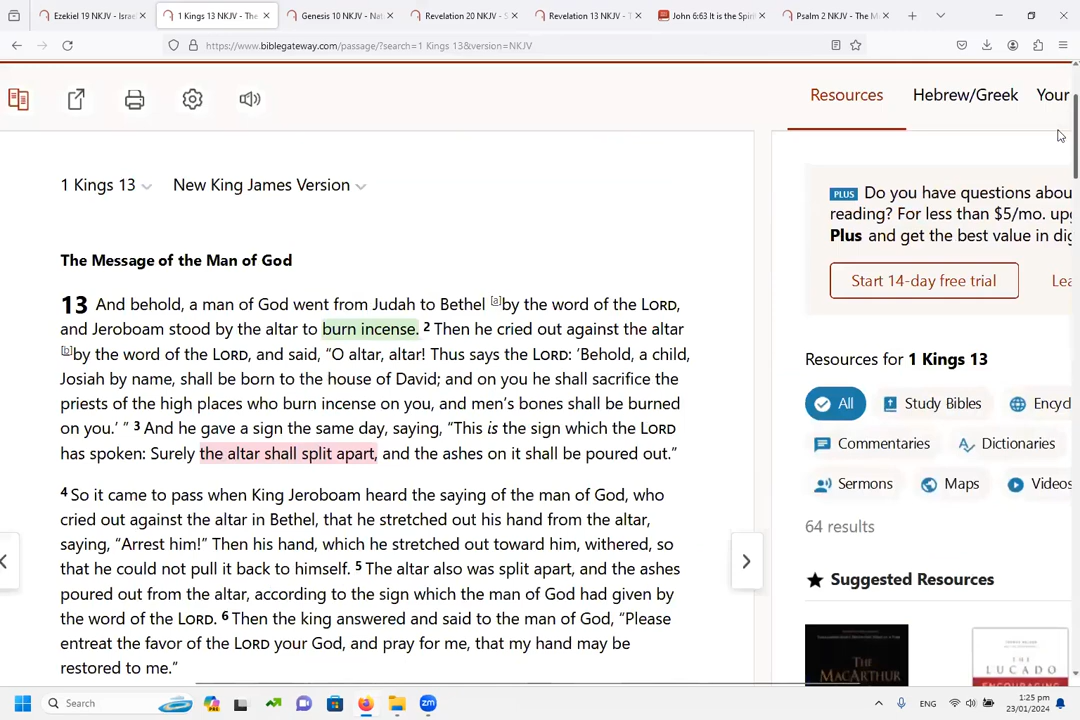 Ezekiel 19 NKJV - Israe
1 Kings 13 NKJV - The
Genesis 10 NKJV - Nat
Revelation 20 NKJV - S
Revelation 13 NKJV - T
John 6:63 It is the Spir
Psalm 2 NKJV - The M
https://www.biblegateway.com/passage/?search=1 Kings 13&version=NKJV
Resources Hebrew/Greek Your
1 Kings 13 New King James Version
PLUS Do you have questions abou
reading? For less than $5/mo. upg
Plus and get the best value in dig
Start 14-day free trial Lea
The Message of the Man of God
13 And behold, a man of God went from Judah to Bethel [a]by the word of the LORD,
and Jeroboam stood by the altar to burn incense. 2 Then he cried out against the altar
[b]by the word of the LORD, and said, “O altar, altar! Thus says the LORD: ‘Behold, a child,
Josiah by name, shall be born to the house of David; and on you he shall sacrifice the
priests of the high places who burn incense on you, and men’s bones shall be burned
on you.’ ” 3 And he gave a sign the same day, saying, “This is the sign which the LORD
has spoken: Surely the altar shall split apart, and the ashes on it shall be poured out.”
4 So it came to pass when King Jeroboam heard the saying of the man of God, who
cried out against the altar in Bethel, that he stretched out his hand from the altar,
saying, “Arrest him!” Then his hand, which he stretched out toward him, withered, so
that he could not pull it back to himself. 5 The altar also was split apart, and the ashes
poured out from the altar, according to the sign which the man of God had given by
the word of the LORD. 6 Then the king answered and said to the man of God, “Please
entreat the favor of the LORD your God, and pray for me, that my hand may be
restored to me.”
Resources for 1 Kings 13
All Study Bibles Encyc
Commentaries Dictionaries
Sermons Maps Videos
64 results
Suggested Resources
THE
MACARTHUR
THE
LUCADO
ENCOURAGING
Search
ENG
1:25 pm
23/01/2024